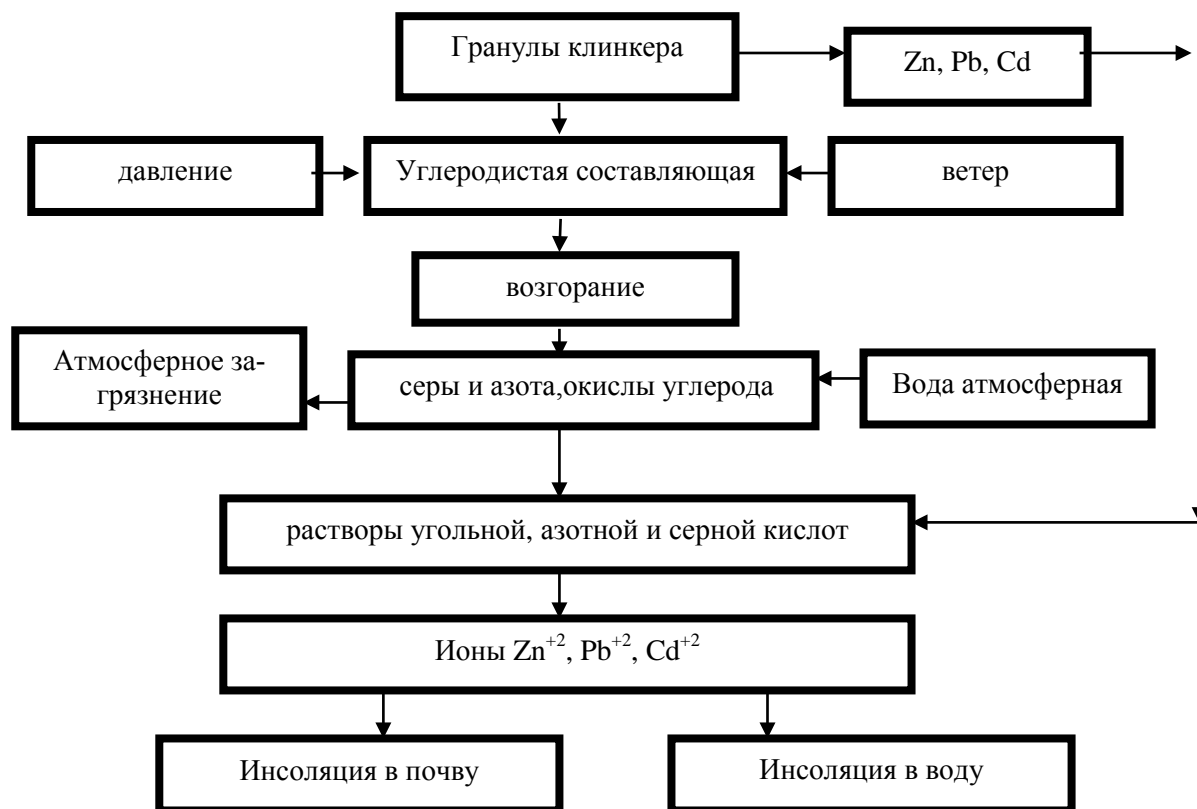 Гранулы клинкера
Zn, Pb, Cd
давление
Углеродистая составляющая
ветер
возгорание
Атмосферное за-
грязнение
серы и азота,окислы углерода
Вода атмосферная
растворы угольной, азотной и серной кислот
Ионы Zn⁺², Pb⁺², Cd⁺²
Инсоляция в почву
Инсоляция в воду